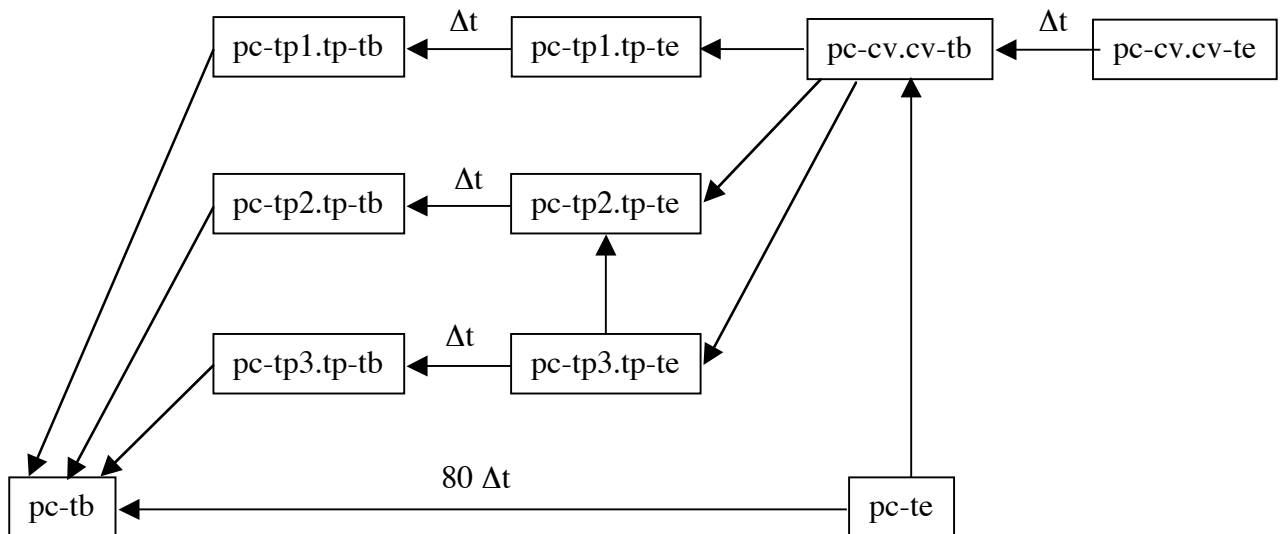 Δt
Δt
pc-tp1.tp-tb
pc-tp1.tp-te
pc-cv.cv-tb
pc-cv.cv-te
Δt
pc-tp2.tp-tb
pc-tp2.tp-te
Δt
pc-tp3.tp-tb
pc-tp3.tp-te
80 Δt
pc-tb
pc-te